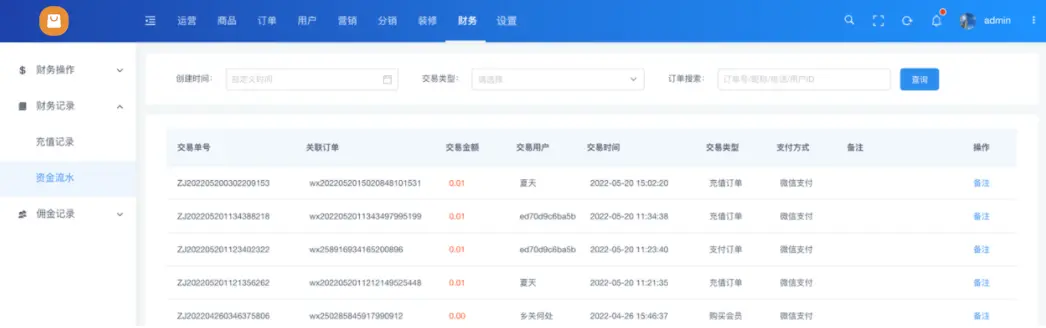 运营 商品 订单 用户 营销 分销 装修 财务 设置 admin
财务操作
财务记录
充值记录
资金流水
佣金记录
创建时间: 自定义时间 交易类型: 请选择 订单搜索: 订单号/昵称/电话/用户ID 查询
交易单号 关联订单 交易金额 交易用户 交易时间 交易类型 支付方式 备注 操作
ZJ202205200302209153 wx2022052015020848101531 0.01 夏天 2022-05-20 15:02:20 充值订单 微信支付 备注
ZJ202205201134388218 wx2022052011343497995199 0.01 ed70d9c6ba5b 2022-05-20 11:34:38 充值订单 微信支付 备注
ZJ202205201123402322 wx258916934165200896 0.01 ed70d9c6ba5b 2022-05-20 11:23:40 支付订单 微信支付 备注
ZJ202205201121356262 wx2022052011212149525448 0.01 夏天 2022-05-20 11:21:35 充值订单 微信支付 备注
ZJ202204260346375806 wx250285845917990912 0.00 乡关何处 2022-04-26 15:46:37 购买会员 微信支付 备注